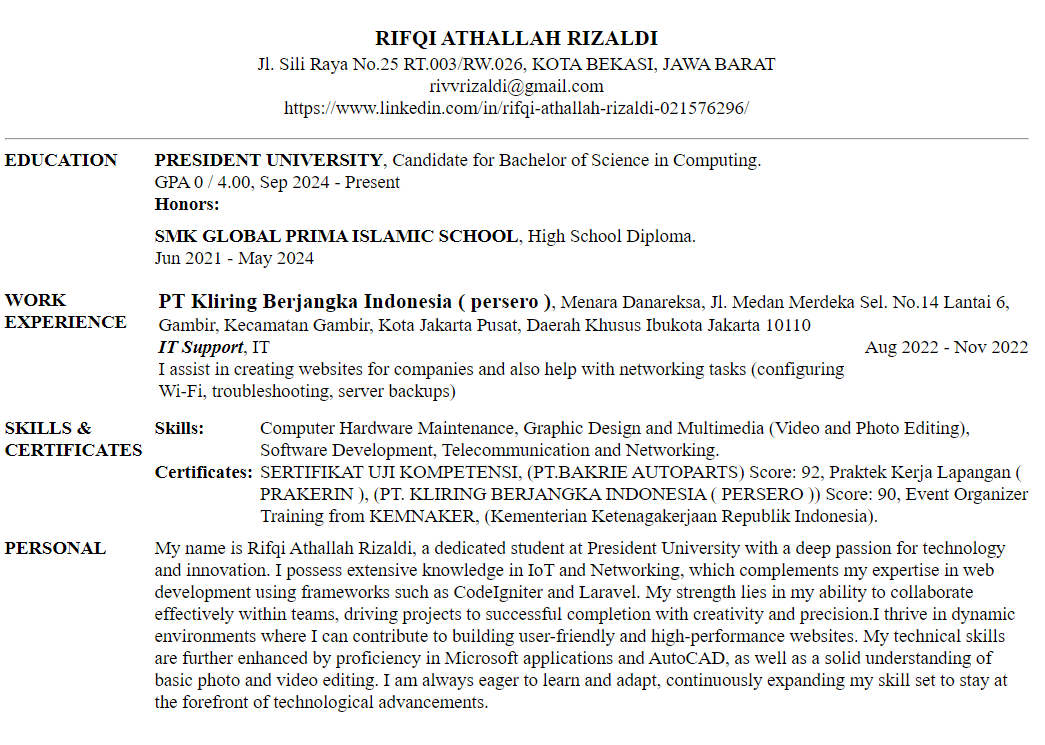 RIFQI ATHALLAH RIZALDI
Jl. Sili Raya No.25 RT.003/RW.026, KOTA BEKASI, JAWA BARAT
rivvrizaldi@gmail.com
https://www.linkedin.com/in/rifqi-athallah-rizaldi-021576296/
EDUCATION PRESIDENT UNIVERSITY, Candidate for Bachelor of Science in Computing.
GPA 0 / 4.00, Sep 2024 - Present
Honors:
SMK GLOBAL PRIMA ISLAMIC SCHOOL, High School Diploma.
Jun 2021 - May 2024
WORK EXPERIENCE PT Kliring Berjangka Indonesia ( persero ), Menara Danareksa, Jl. Medan Merdeka Sel. No.14 Lantai 6,
Gambir, Kecamatan Gambir, Kota Jakarta Pusat, Daerah Khusus Ibukota Jakarta 10110
IT Support, IT Aug 2022 - Nov 2022
I assist in creating websites for companies and also help with networking tasks (configuring
Wi-Fi, troubleshooting, server backups)
SKILLS & CERTIFICATES Skills: Computer Hardware Maintenance, Graphic Design and Multimedia (Video and Photo Editing),
Software Development, Telecommunication and Networking.
Certificates: SERTIFIKAT UJI KOMPETENSI, (PT.BAKRIE AUTOPARTS) Score: 92, Praktek Kerja Lapangan (
PRAKERIN ), (PT. KLIRING BERJANGKA INDONESIA ( PERSERO )) Score: 90, Event Organizer
Training from KEMNAKER, (Kementerian Ketenagakerjaan Republik Indonesia).
PERSONAL My name is Rifqi Athallah Rizaldi, a dedicated student at President University with a deep passion for technology
and innovation. I possess extensive knowledge in IoT and Networking, which complements my expertise in web
development using frameworks such as CodeIgniter and Laravel. My strength lies in my ability to collaborate
effectively within teams, driving projects to successful completion with creativity and precision.I thrive in dynamic
environments where I can contribute to building user-friendly and high-performance websites. My technical skills
are further enhanced by proficiency in Microsoft applications and AutoCAD, as well as a solid understanding of
basic photo and video editing. I am always eager to learn and adapt, continuously expanding my skill set to stay at
the forefront of technological advancements.